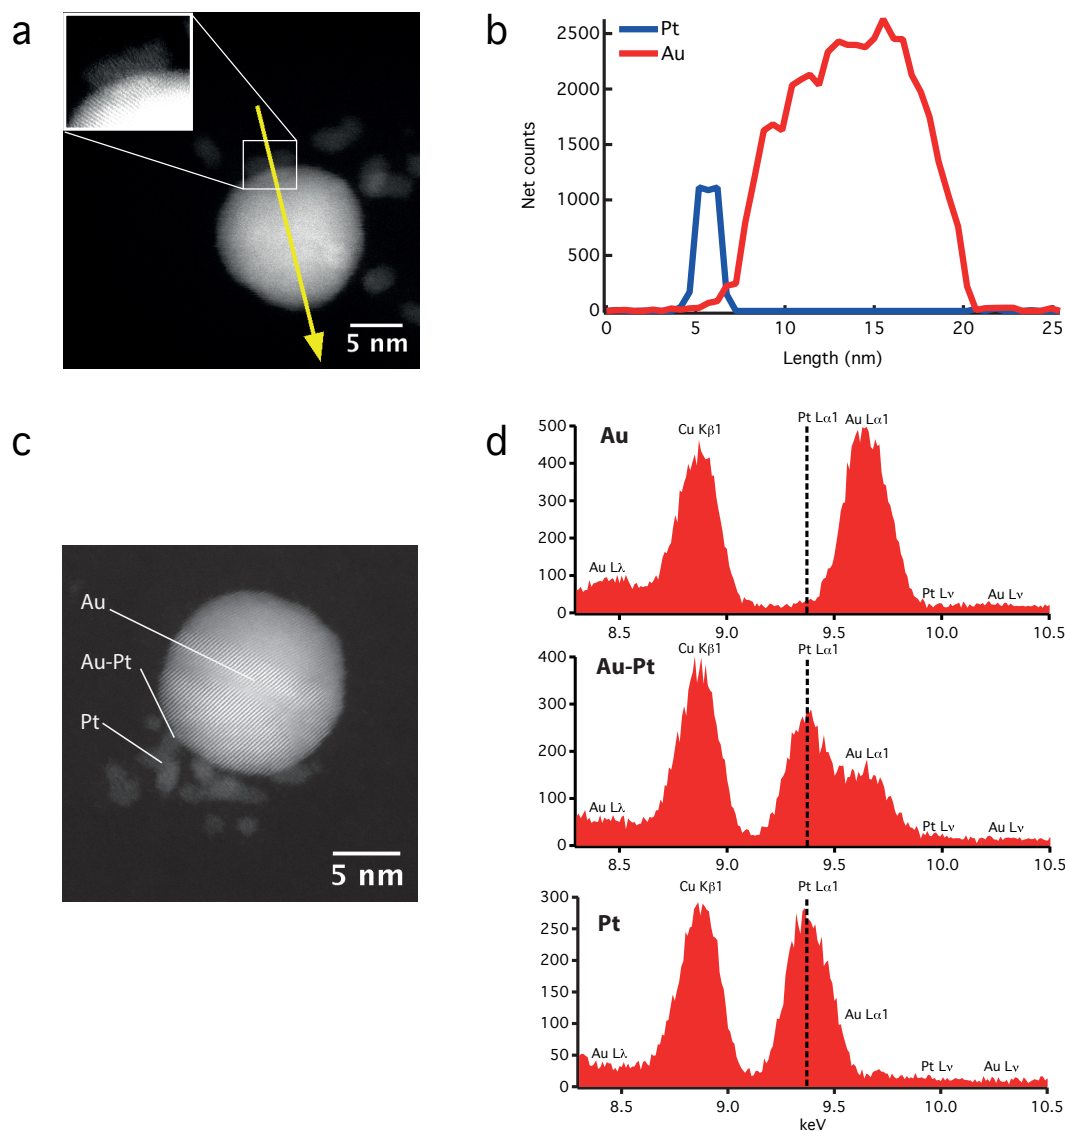 a
5 nm
b
Pt
Au
2500
2000
1500
1000
500
0
Net counts
0 5 10 15 20 25
Length (nm)
c
Au
Au-Pt
Pt
5 nm
d
Au
Cu Kβ1
Pt Lα1
Au Lα1
500
400
300
200
100
0
Au Lλ
Pt Lν
Au Lν
8.5 9.0 9.5 10.0 10.5
Au-Pt
Cu Kβ1
Pt Lα1
Au Lα1
400
300
200
100
0
Au Lλ
Pt Lν
Au Lν
8.5 9.0 9.5 10.0 10.5
Pt
Cu Kβ1
Pt Lα1
Au Lα1
300
250
200
150
100
50
0
Au Lλ
Pt Lν
Au Lν
8.5 9.0 9.5 10.0 10.5
keV